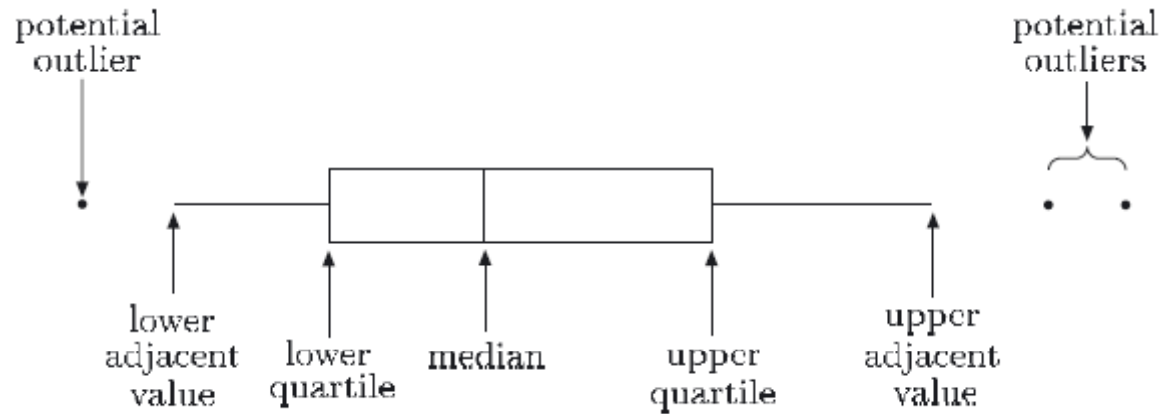 potential
outlier
potential
outliers
lower
adjacent
value
lower
quartile
median
upper
quartile
upper
adjacent
value